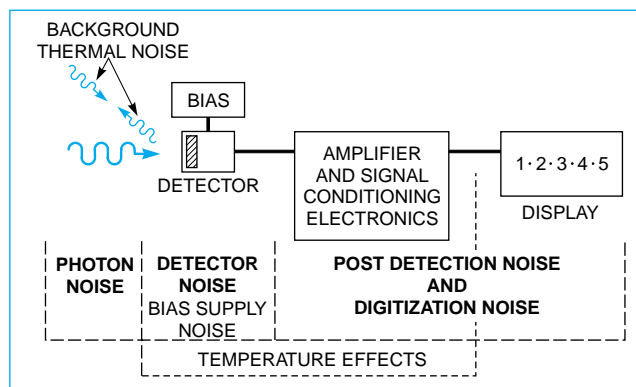 BACKGROUND
THERMAL NOISE
BIAS
DETECTOR
AMPLIFIER
AND SIGNAL
CONDITIONING
ELECTRONICS
1·2·3·4·5
DISPLAY
PHOTON
NOISE
DETECTOR
NOISE
BIAS SUPPLY
NOISE
POST DETECTION NOISE
AND
DIGITIZATION NOISE
TEMPERATURE EFFECTS